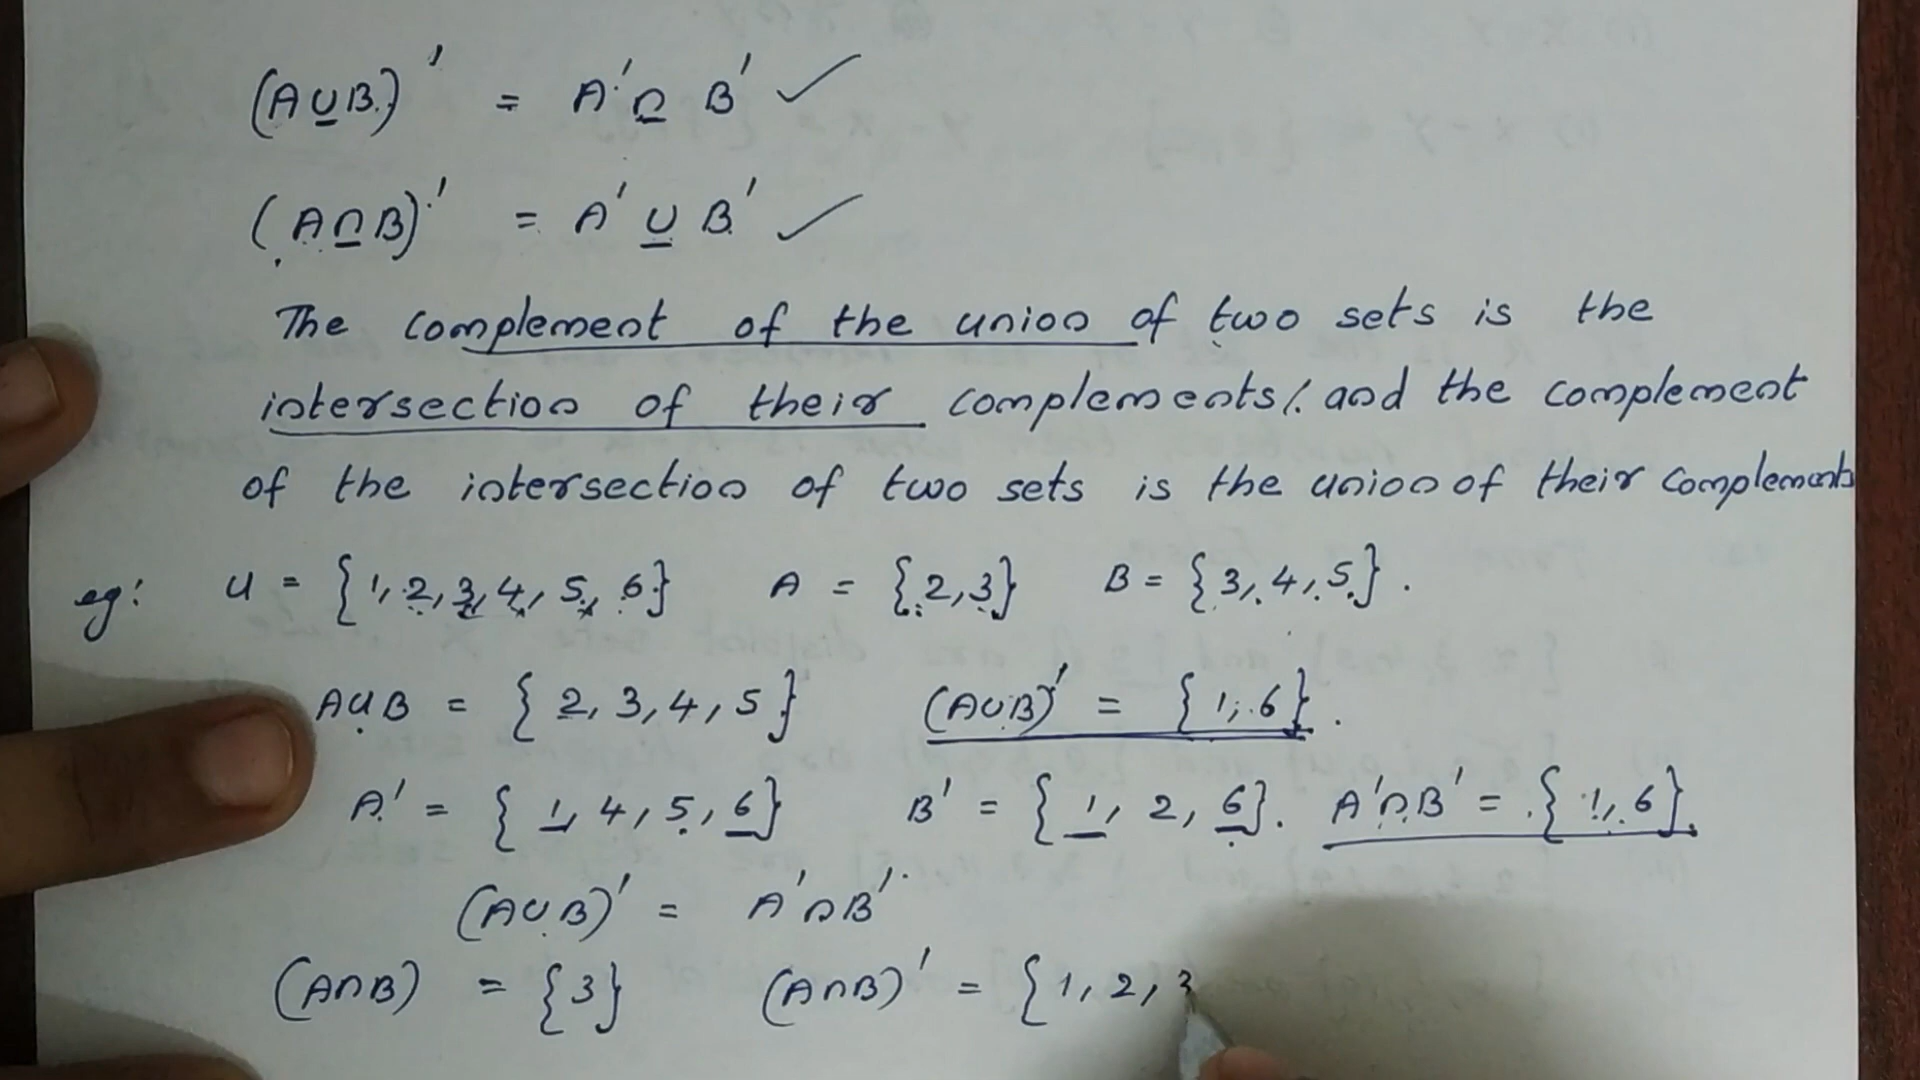 (A∪B)' = A'∩ B' ✓
(A∩B)' = A' ∪ B' ✓
The complement of the union of two sets is the
intersection of their complements/. and the complement
of the intersection of two sets is the union of their complements
eg: U = {1,2,3,4,5,6} A = {2,3} B = {3,4,5}.
A∪B = {2,3,4,5} (A∪B)' = {1,6}.
A' = {1,4,5,6} B' = {1,2,6}. A'∩B' = {1,6}.
(A∪B)' = A'∩B'
(A∩B) = {3} (A∩B)' = {1,2,3